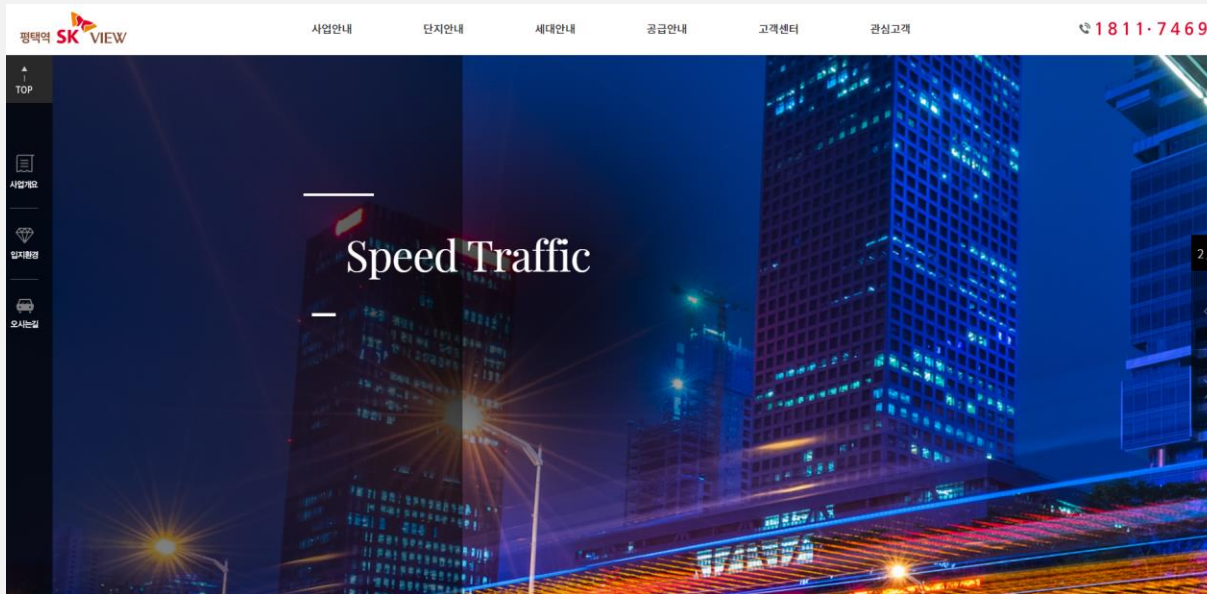 평택역 SK VIEW
사업안내
단지안내
세대안내
공급안내
고객센터
관심고객
1811·7469
TOP
사업개요
입지환경
오시는길
Speed Traffic
2